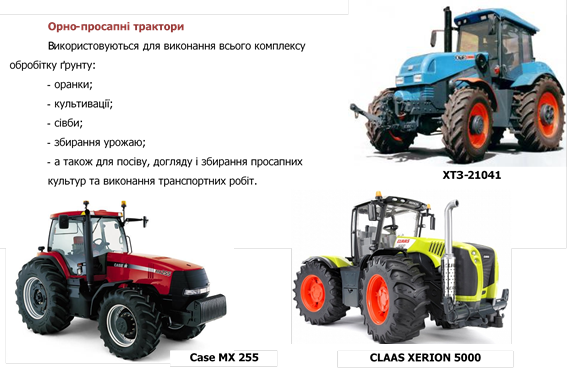 Орно-просапні трактори
Використовуються для виконання всього комплексу
обробітку ґрунту:
- оранки;
- культивації;
- сівби;
- збирання урожаю;
- а також для посіву, догляду і збирання просапних
культур та виконання транспортних робіт.
ХТЗ-21041
Case MX 255
CLAAS XERION 5000